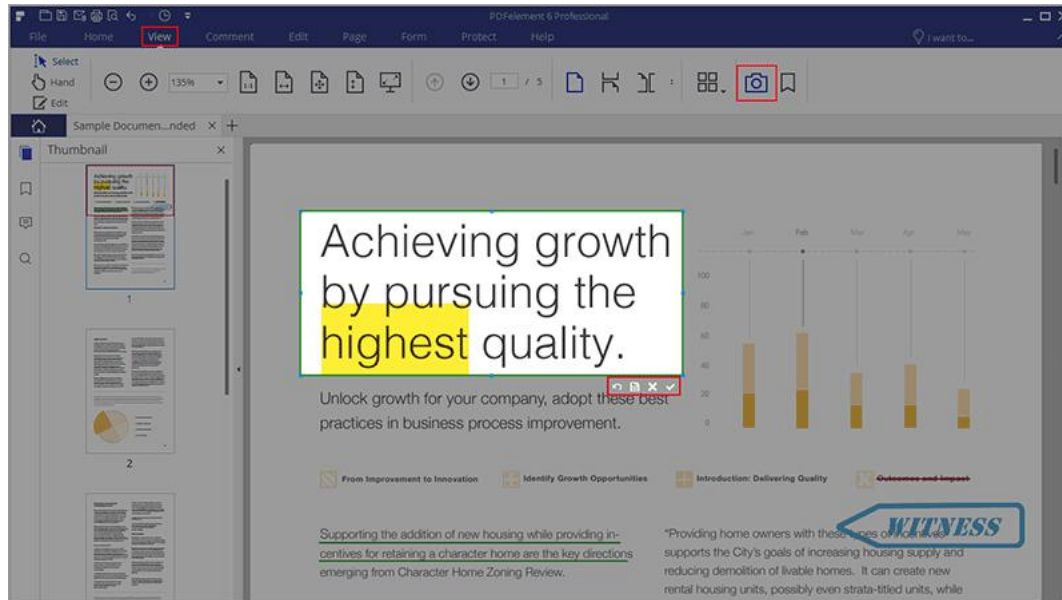 PDFelement 6 Professional
File Home View Comment Edit Page Form Protect Help I want to...
Select
Hand
Edit
135%
1:1
1 / 5
Sample Documen...nded × +
Thumbnail ×
1
2
Achieving growth
by pursuing the
highest quality.
Unlock growth for your company, adopt these best
practices in business process improvement.
Jan Feb Mar Apr May
100
80
60
40
20
0
From Improvement to Innovation
Identify Growth Opportunities
Introduction: Delivering Quality
Outcomes and Impact
Supporting the addition of new housing while providing in-
centives for retaining a character home are the key directions
emerging from Character Home Zoning Review.
WITNESS
"Providing home owners with these types of incentives
supports the City's goals of increasing housing supply and
reducing demolition of livable homes. It can create new
rental housing units, possibly even strata-titled units, while